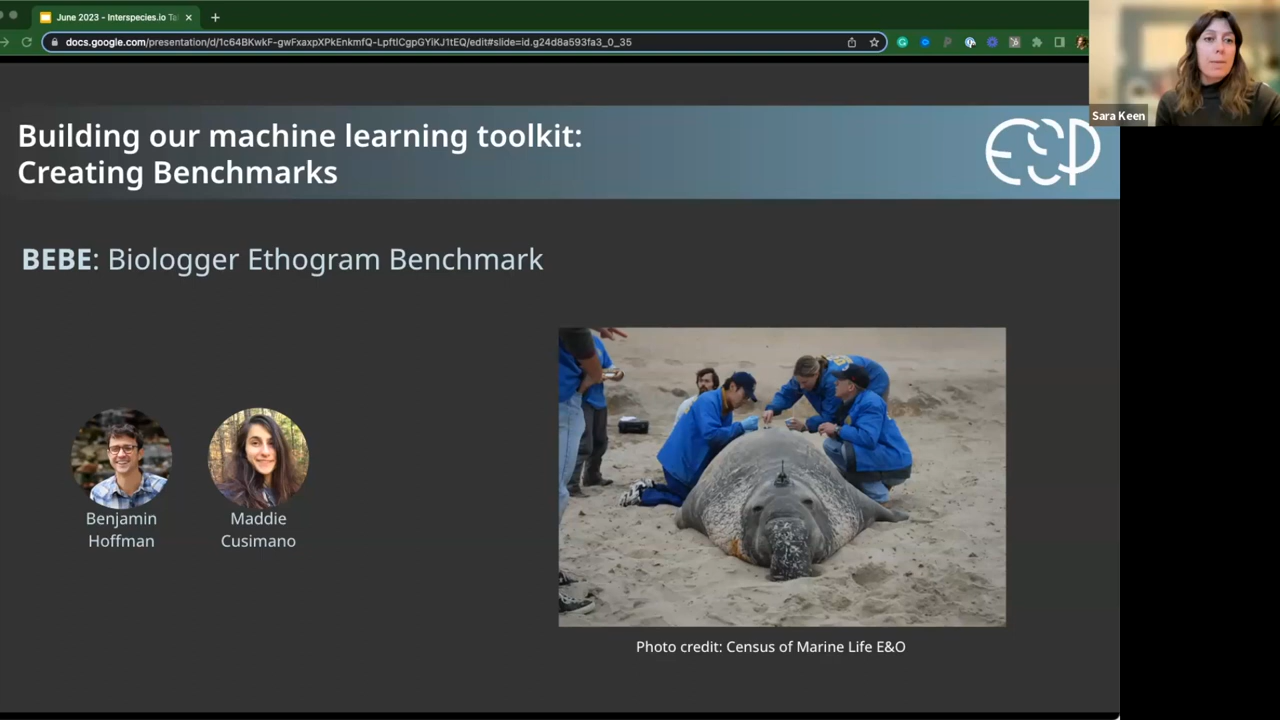 June 2023 - Interspecies.io Ta
docs.google.com/presentation/d/1c64BKwkF-gwFxaxpXPkEnkmfQ-LpftICgpGYiKJ1tEQ/edit#slide=id.g24d8a593fa3_0_35
Sara Keen
Building our machine learning toolkit:
Creating Benchmarks
ESP
BEBE: Biologger Ethogram Benchmark
Benjamin
Hoffman
Maddie
Cusimano
Photo credit: Census of Marine Life E&O